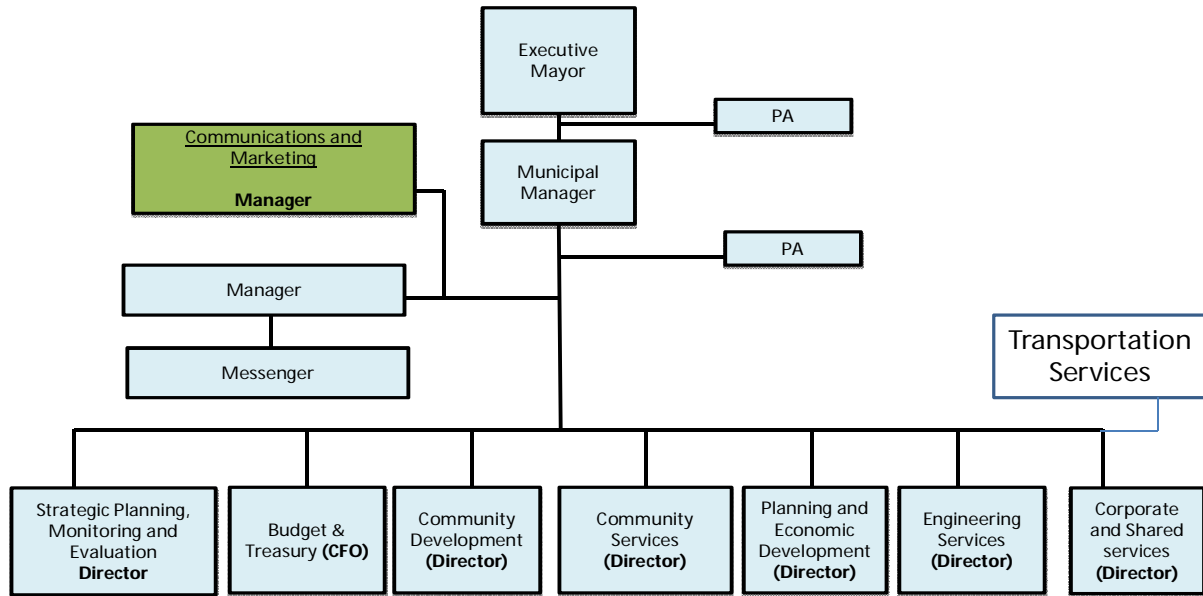 Executive
Mayor
PA
Communications and
Marketing
Manager
Municipal
Manager
PA
Manager
Messenger
Transportation
Services
Strategic Planning,
Monitoring and
Evaluation
Director
Budget &
Treasury (CFO)
Community
Development
(Director)
Community
Services
(Director)
Planning and
Economic
Development
(Director)
Engineering
Services
(Director)
Corporate
and Shared
services
(Director)